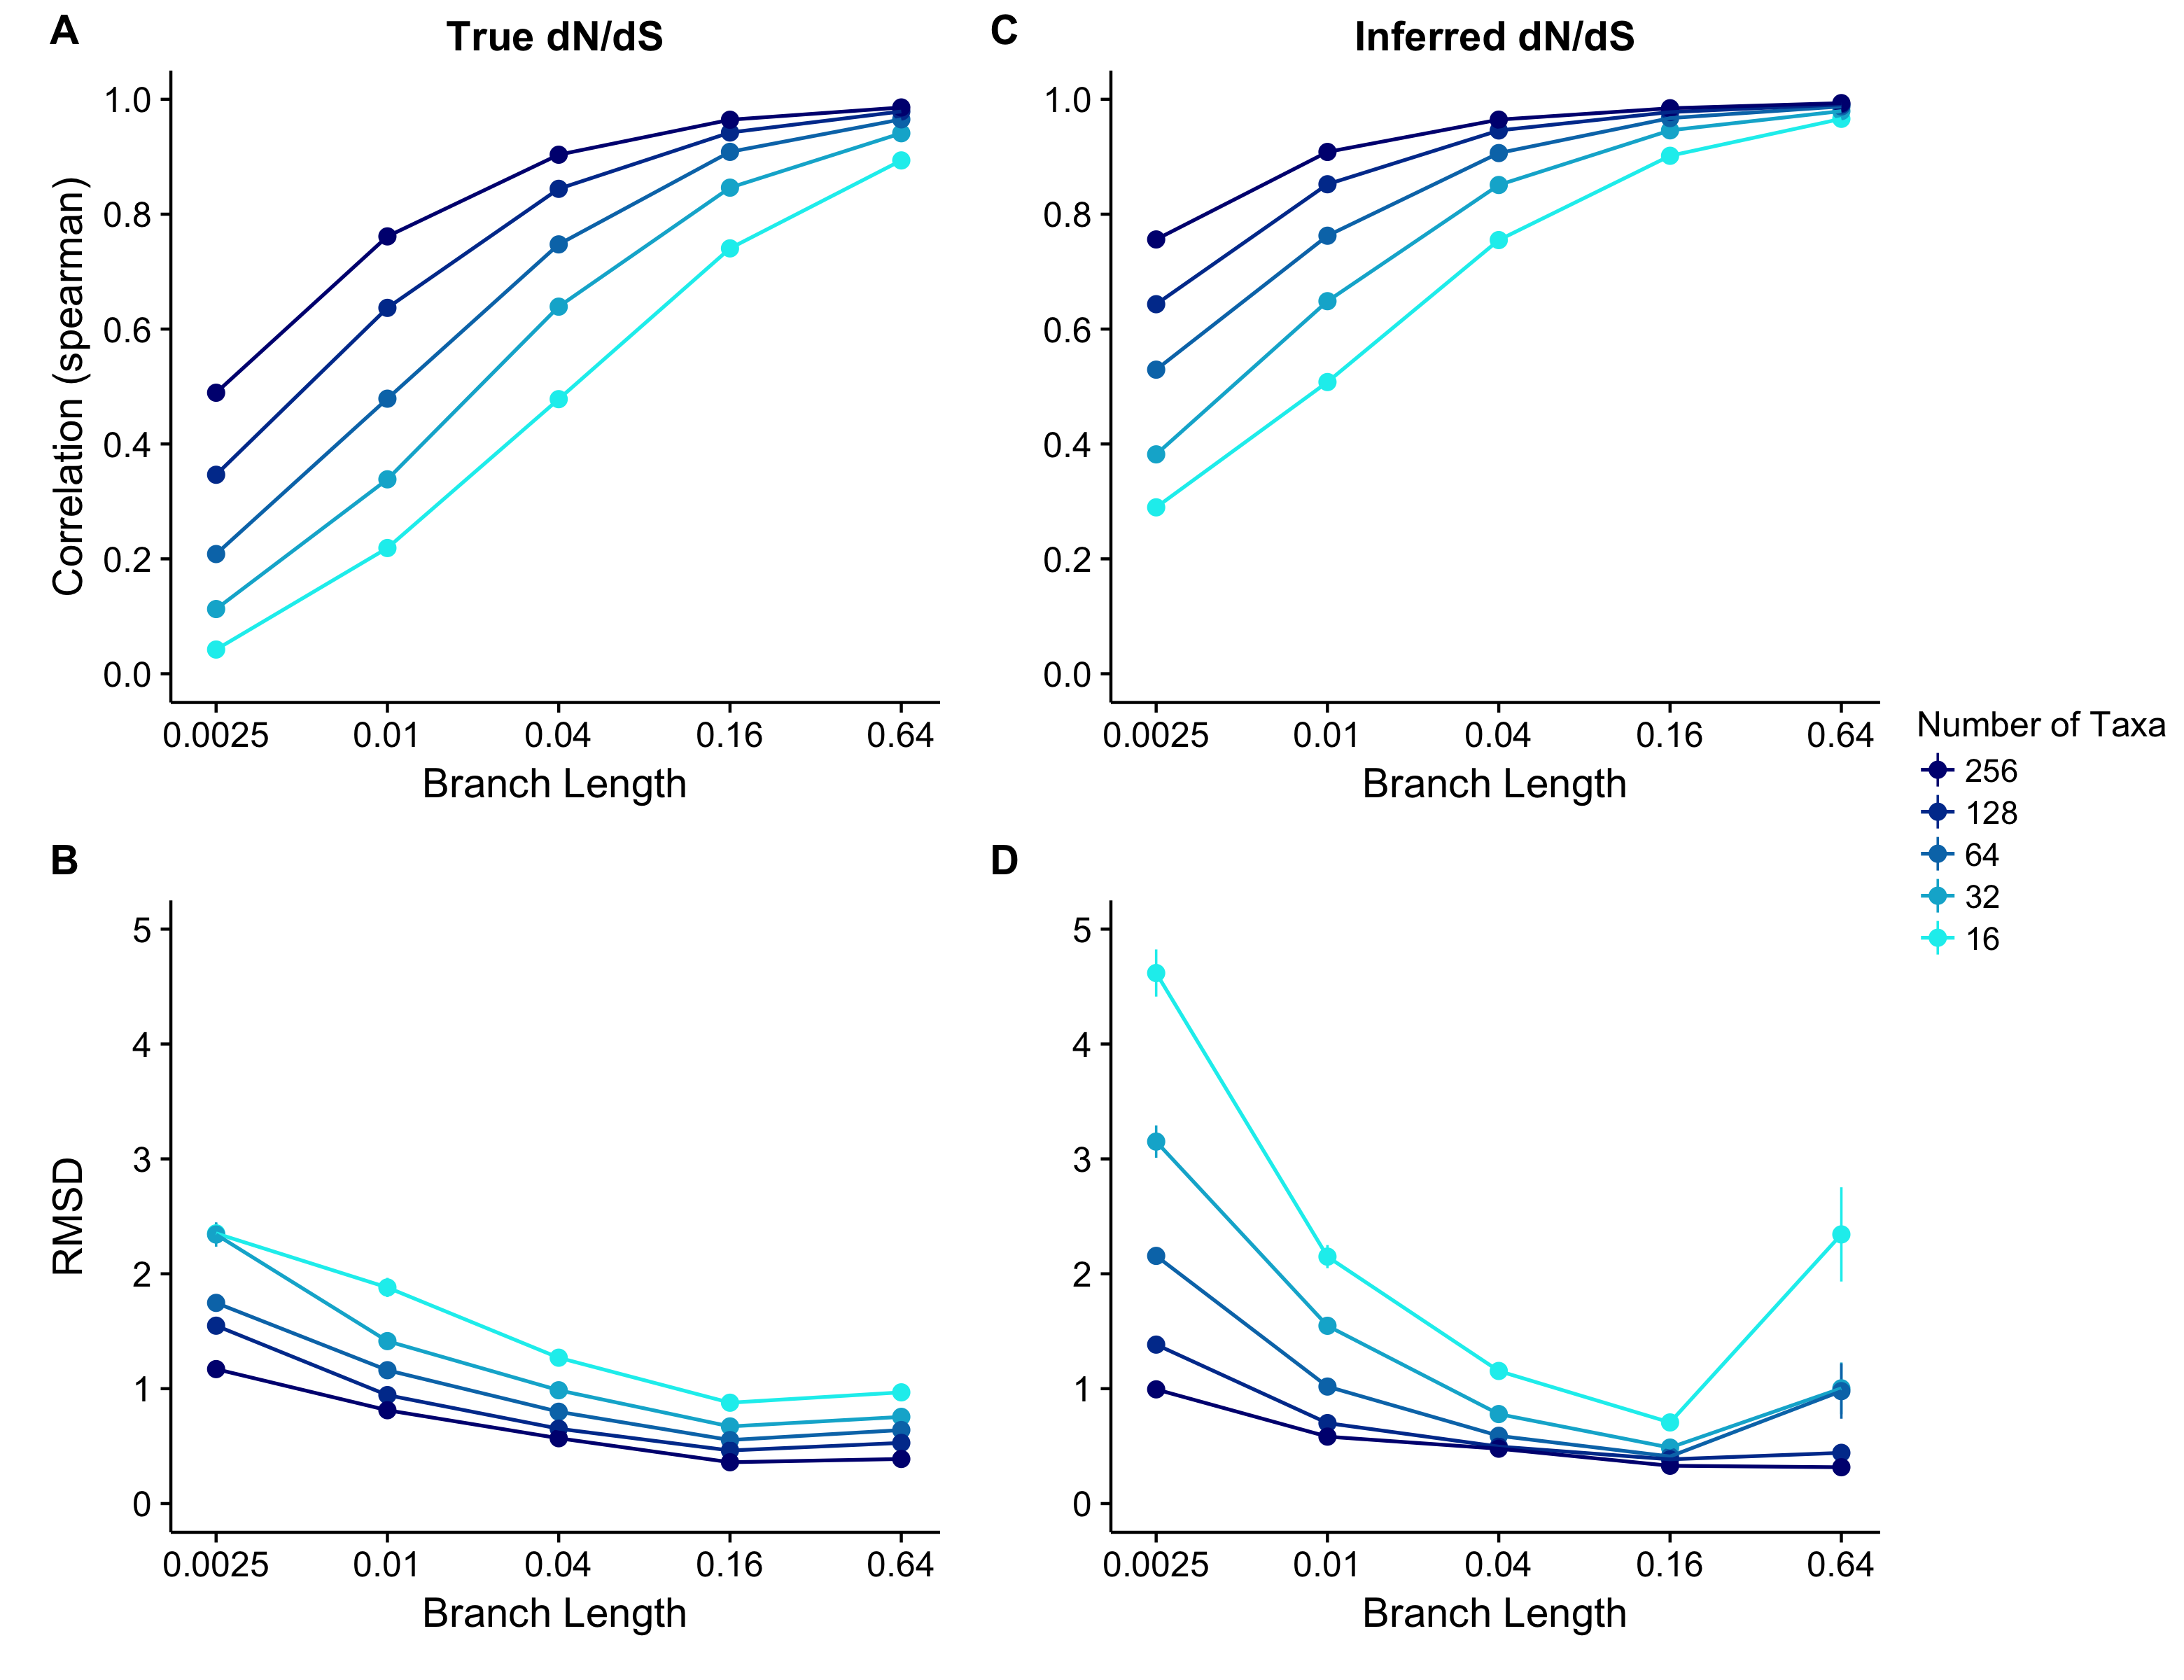 A
True dN/dS
Correlation (spearman)
1.0
0.8
0.6
0.4
0.2
0.0
0.0025 0.01 0.04 0.16 0.64
Branch Length
C
Inferred dN/dS
1.0
0.8
0.6
0.4
0.2
0.0
0.0025 0.01 0.04 0.16 0.64
Branch Length
B
RMSD
5
4
3
2
1
0
0.0025 0.01 0.04 0.16 0.64
Branch Length
D
5
4
3
2
1
0
0.0025 0.01 0.04 0.16 0.64
Branch Length
Number of Taxa
256
128
64
32
16